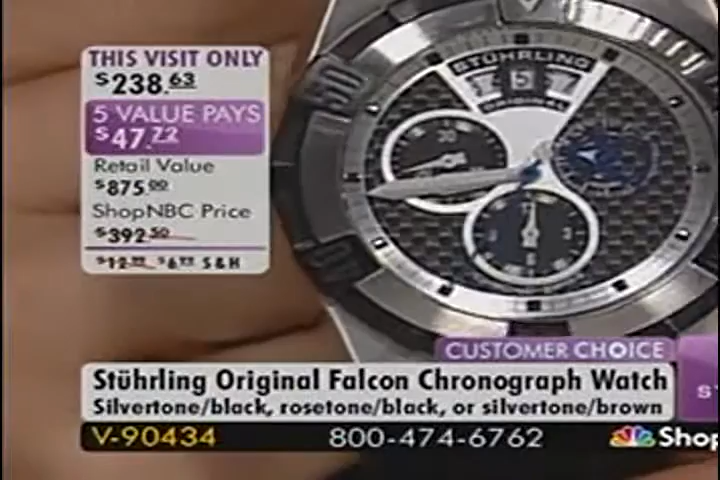 THIS VISIT ONLY
$238.63
5 VALUE PAYS
$47.72
Retail Value
$875.00
ShopNBC Price
$392.50
S & H
STÜHRLING
ORIGINAL
CUSTOMER CHOICE
Stührling Original Falcon Chronograph Watch
Silvertone/black, rosetone/black, or silvertone/brown
V-90434
800-474-6762
Shop